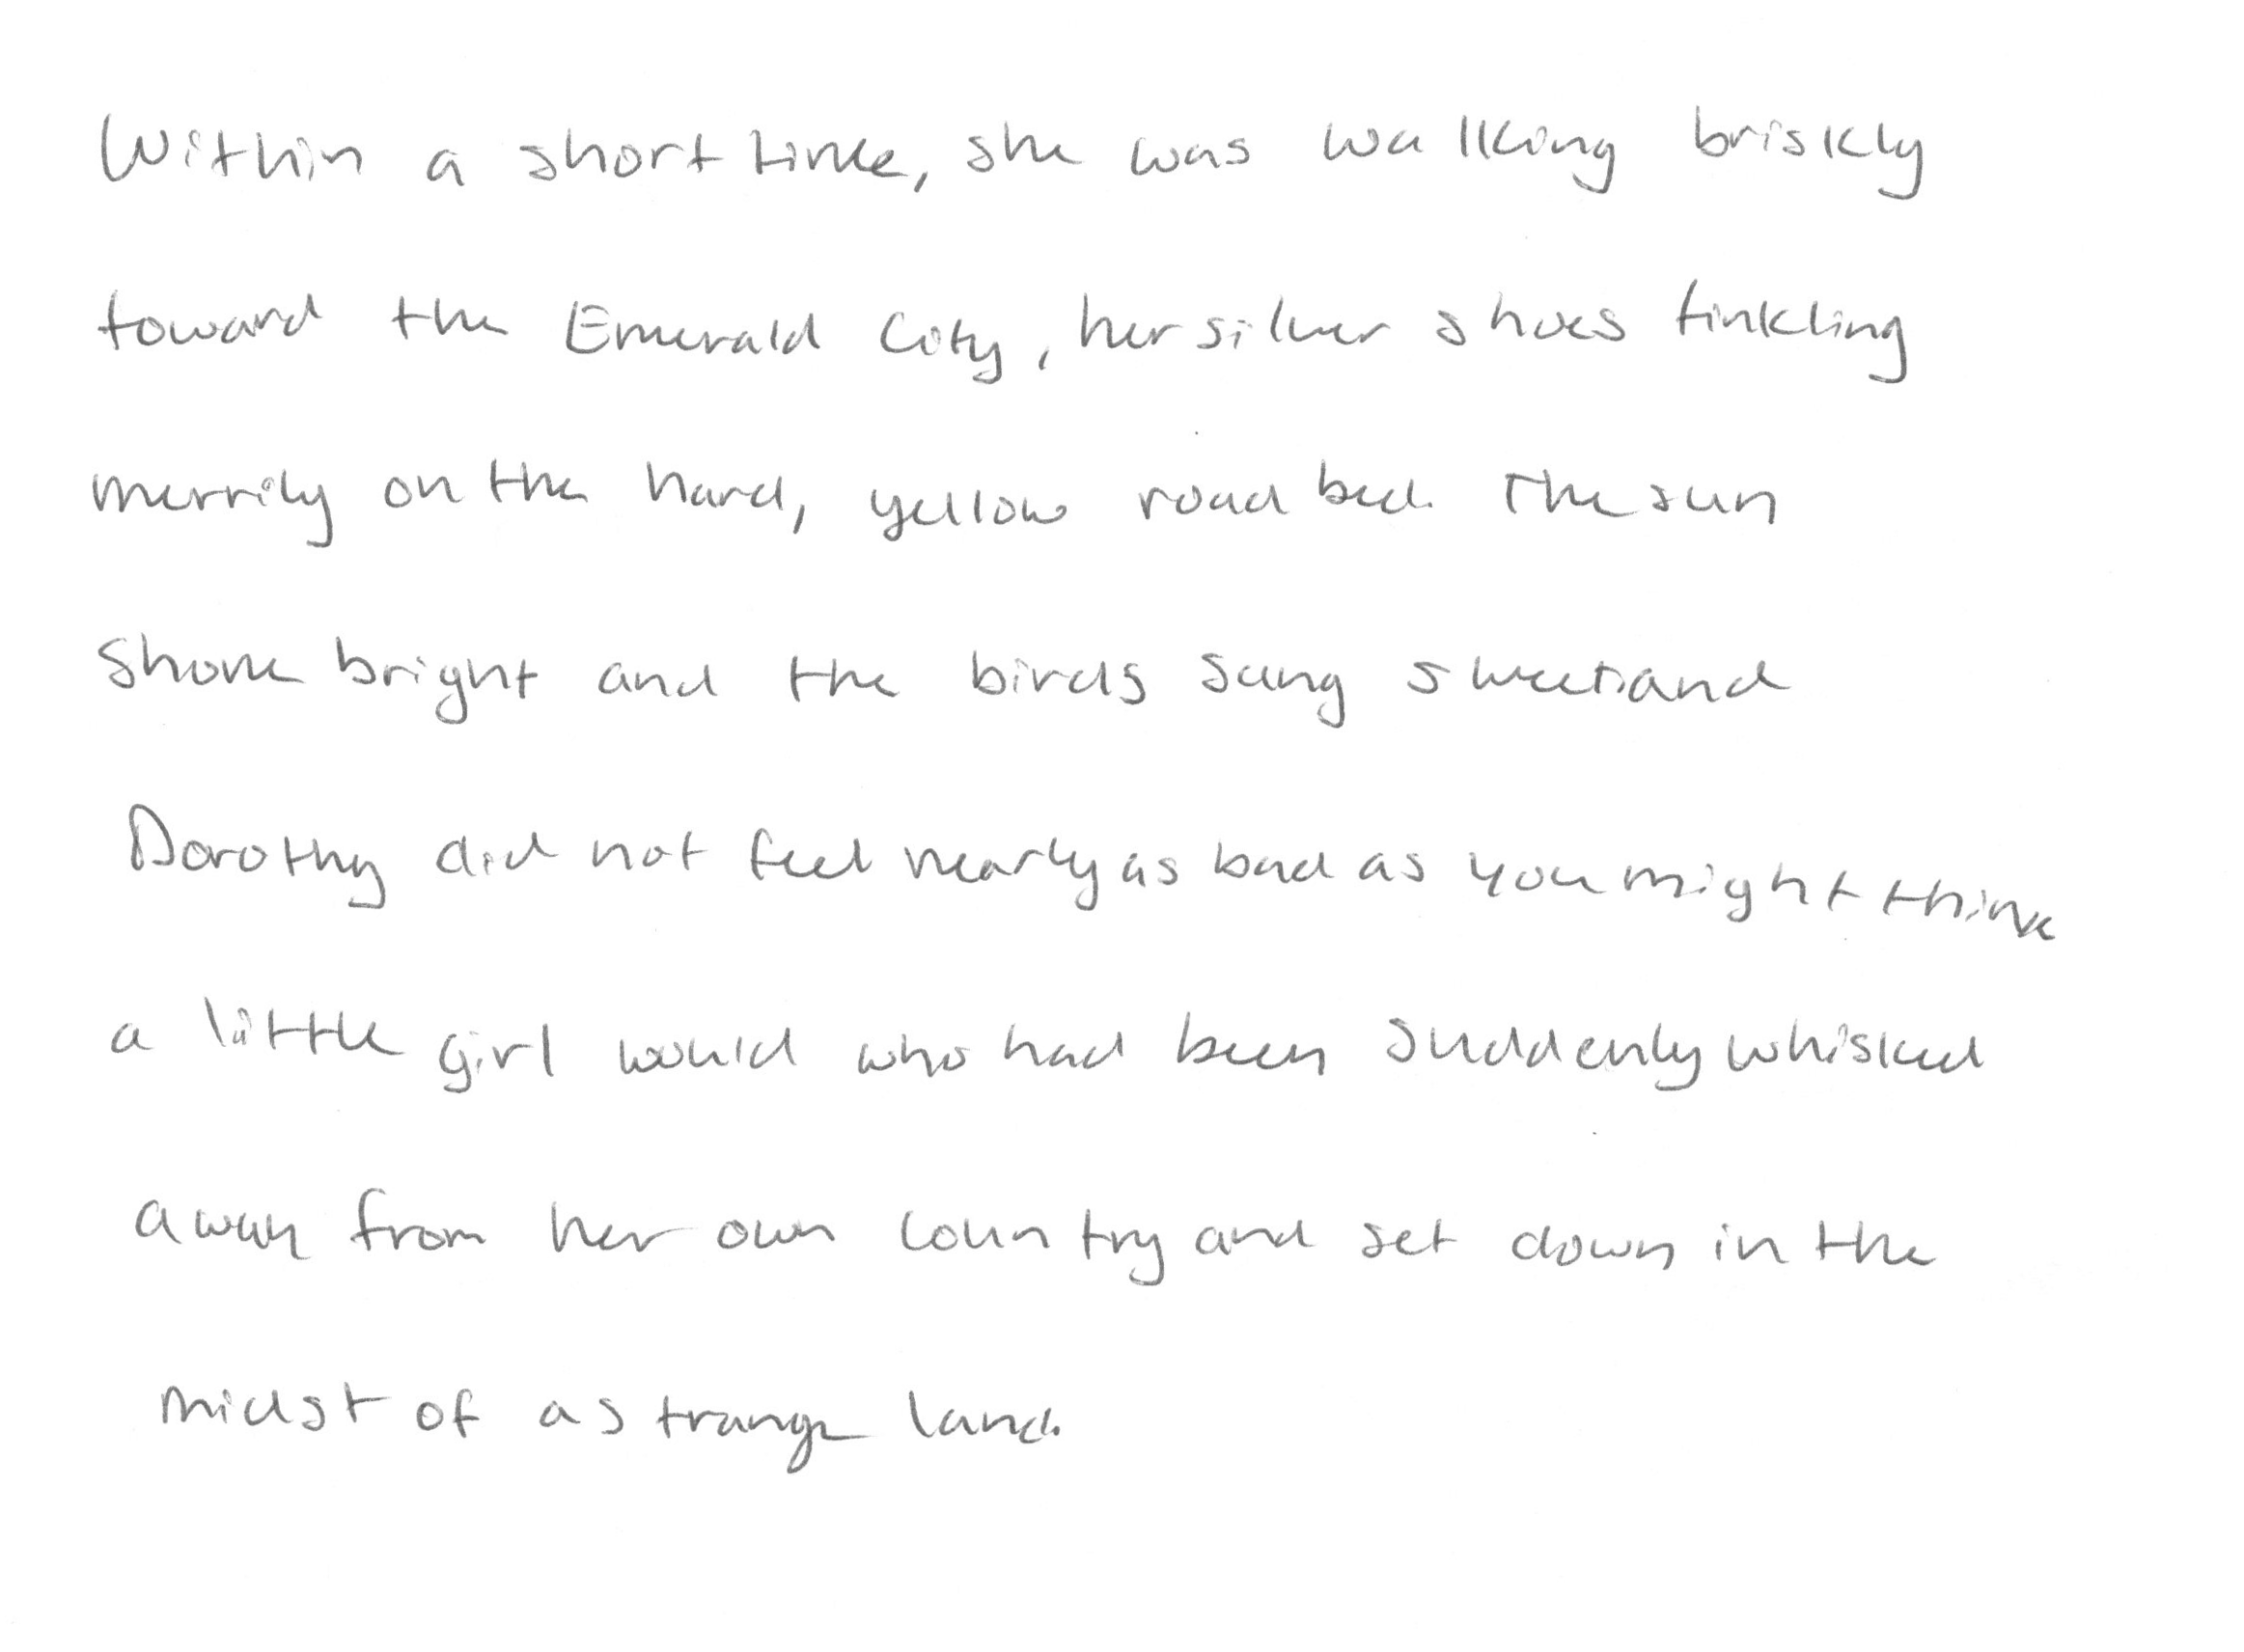 Within a short time, she was walking briskly
toward the Emerald City, her silver shoes tinkling
merrily on the hard, yellow road bed. The sun
shone bright and the birds sang sweet and
Dorothy did not feel nearly as bad as you might think
a little girl would who had been suddenly whisked
away from her own country and set down in the
midst of a strange land.